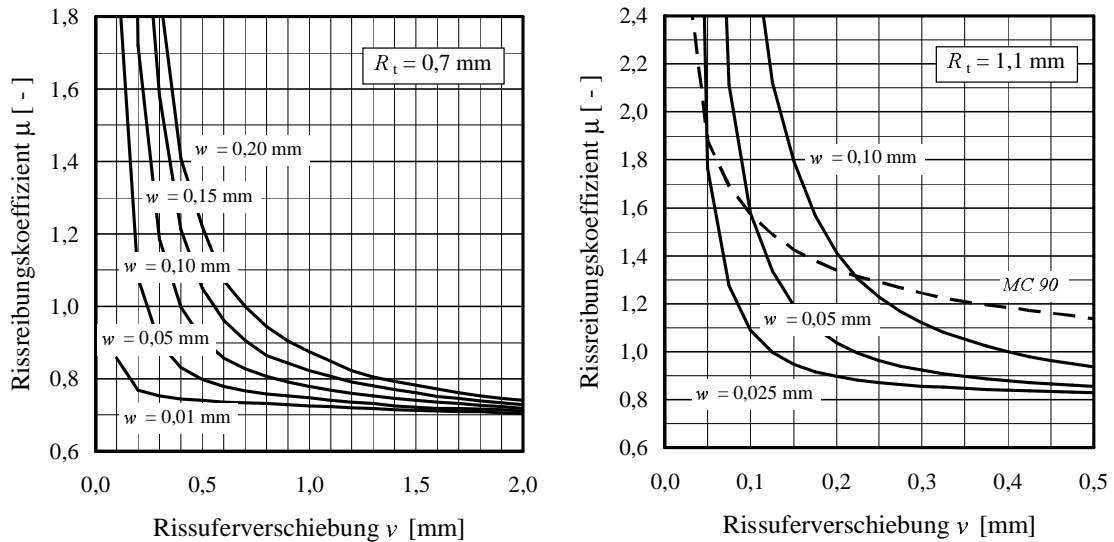 1,8
1,6
1,4
1,2
1,0
0,8
0,6
Rissreibungskoeffizient μ [ - ]
R t = 0,7 mm
w = 0,20 mm
w = 0,15 mm
w = 0,10 mm
w = 0,05 mm
w = 0,01 mm
0,0 0,5 1,0 1,5 2,0
Rissuferverschiebung v [mm]
2,4
2,2
2,0
1,8
1,6
1,4
1,2
1,0
0,8
0,6
Rissreibungskoeffizient μ [ - ]
R t = 1,1 mm
w = 0,10 mm
MC 90
w = 0,05 mm
w = 0,025 mm
0,0 0,1 0,2 0,3 0,4 0,5
Rissuferverschiebung v [mm]